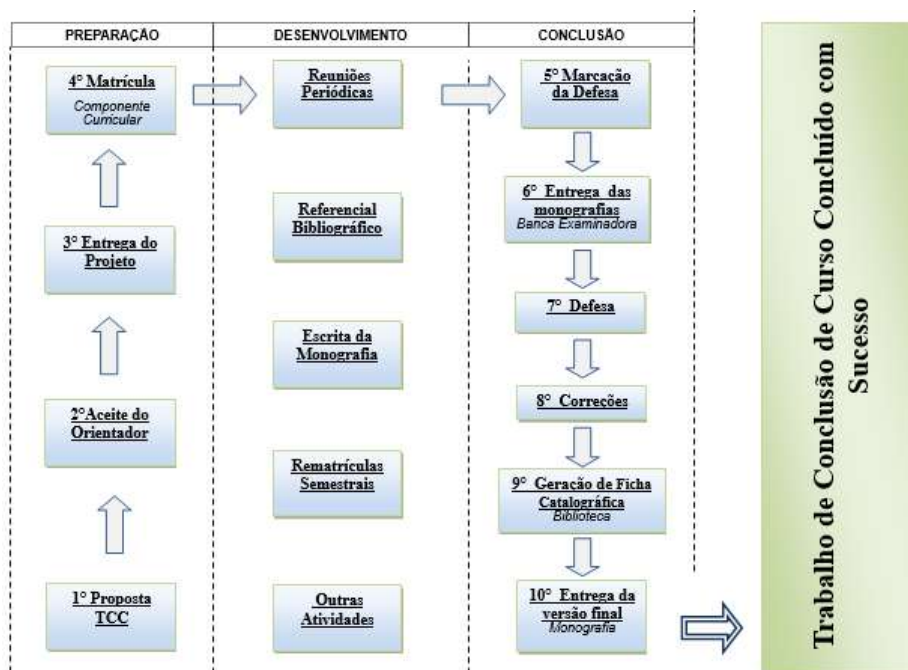 PREPARAÇÃO
DESENVOLVIMENTO
CONCLUSÃO
4° Matrícula
Componente
Curricular
3° Entrega do
Projeto
2°Aceite do
Orientador
1° Proposta
TCC
Reuniões
Periódicas
Referencial
Bibliográfico
Escrita da
Monografia
Rematrículas
Semestrais
Outras
Atividades
5° Marcação
da Defesa
6° Entrega das
monografias
Banca Examinadora
7° Defesa
8° Correções
9° Geração de Ficha
Catalográfica
Biblioteca
10° Entrega da
versão final
Monografia
Trabalho de Conclusão de Curso Concluído com
Sucesso